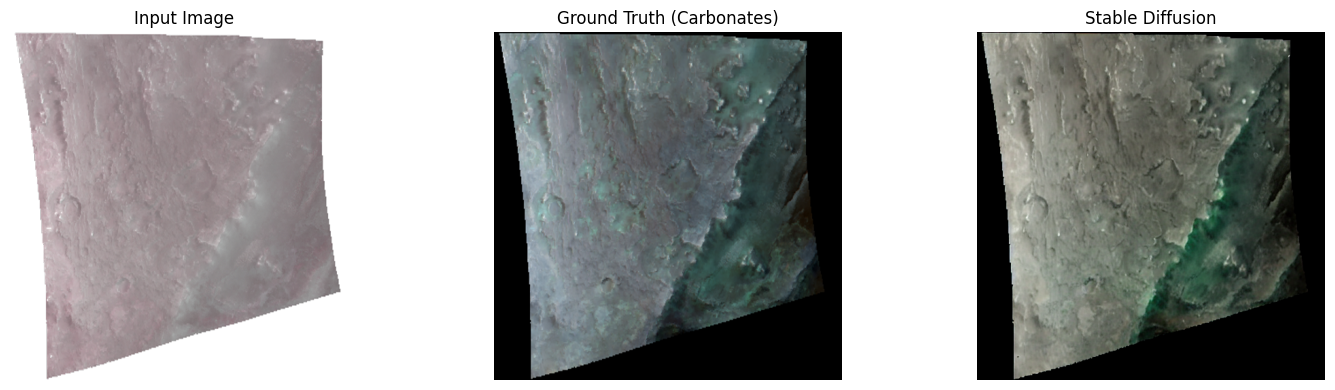 Input Image
Ground Truth (Carbonates)
Stable Diffusion